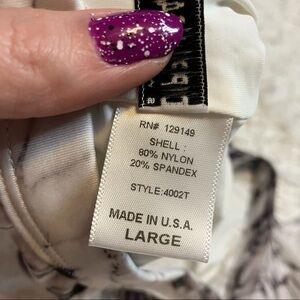 RN# 129149
SHELL :
80% NYLON
20% SPANDEX
STYLE:4002T
MADE IN U.S.A.
LARGE